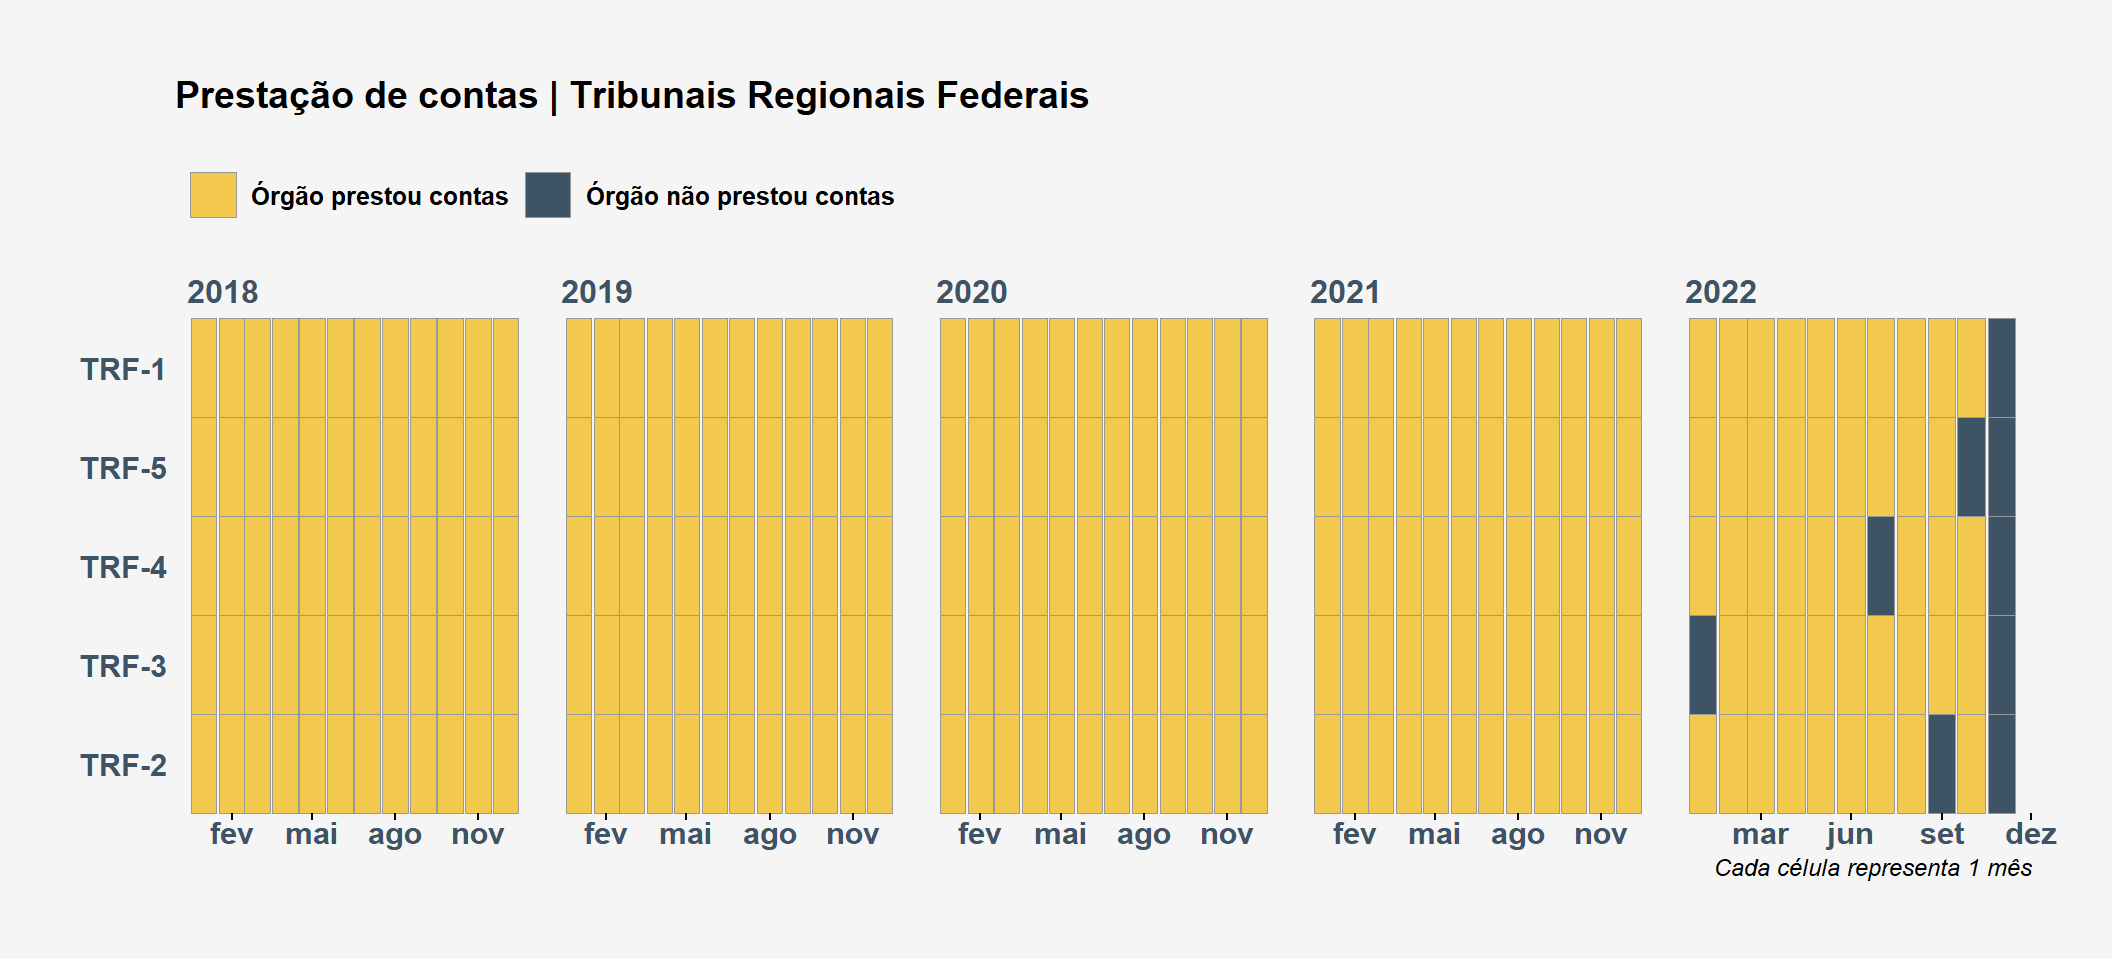 Prestação de contas | Tribunais Regionais Federais
Órgão prestou contas Órgão não prestou contas
2018 2019 2020 2021 2022
TRF-1
TRF-5
TRF-4
TRF-3
TRF-2
fev mai ago nov fev mai ago nov fev mai ago nov fev mai ago nov mar jun set dez
Cada célula representa 1 mês